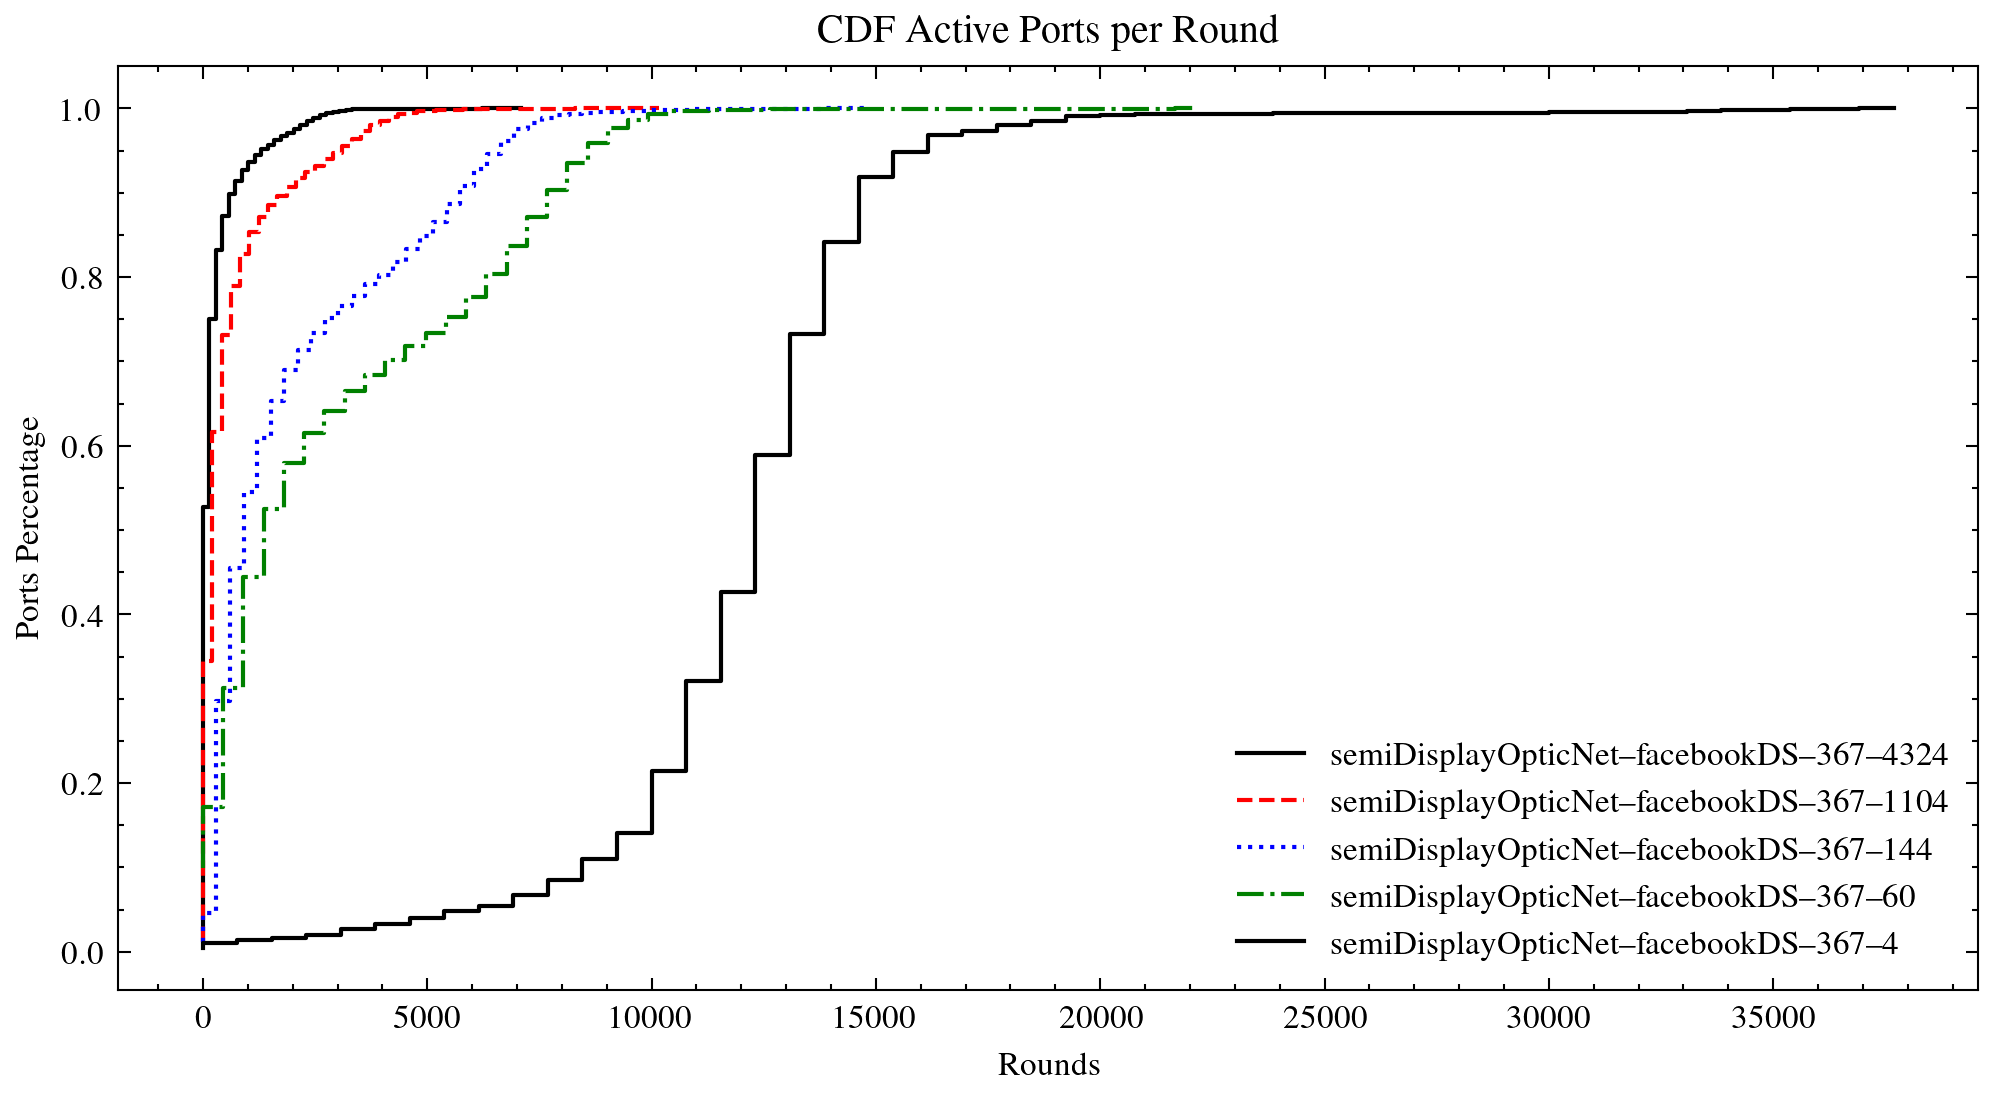 CDF Active Ports per Round
Ports Percentage
1.0
0.8
0.6
0.4
0.2
0.0
semiDisplayOpticNet–facebookDS–367–4324
semiDisplayOpticNet–facebookDS–367–1104
semiDisplayOpticNet–facebookDS–367–144
semiDisplayOpticNet–facebookDS–367–60
semiDisplayOpticNet–facebookDS–367–4
0 5000 10000 15000 20000 25000 30000 35000
Rounds